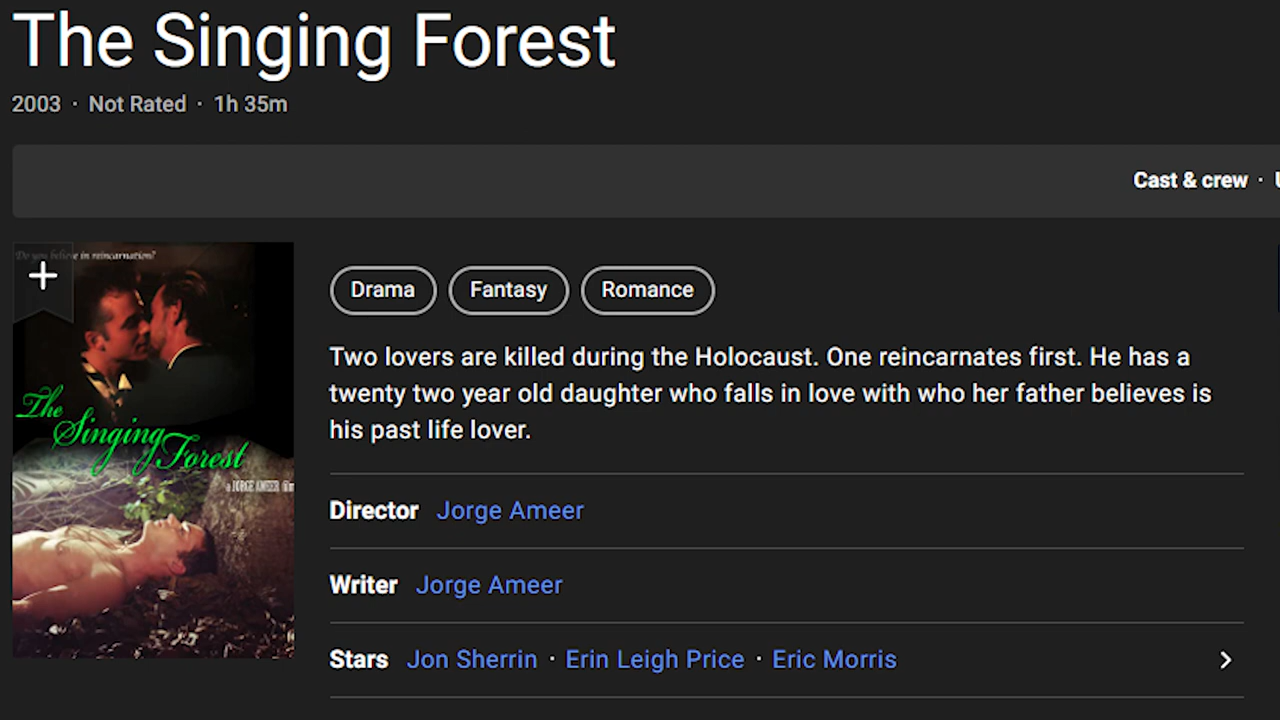 The Singing Forest
2003 · Not Rated · 1h 35m
Cast & crew ·
Do you believe in reincarnation?
The
Singing
Forest
a JORGE AMEER film
Drama Fantasy Romance
Two lovers are killed during the Holocaust. One reincarnates first. He has a
twenty two year old daughter who falls in love with who her father believes is
his past life lover.
Director Jorge Ameer
Writer Jorge Ameer
Stars Jon Sherrin · Erin Leigh Price · Eric Morris